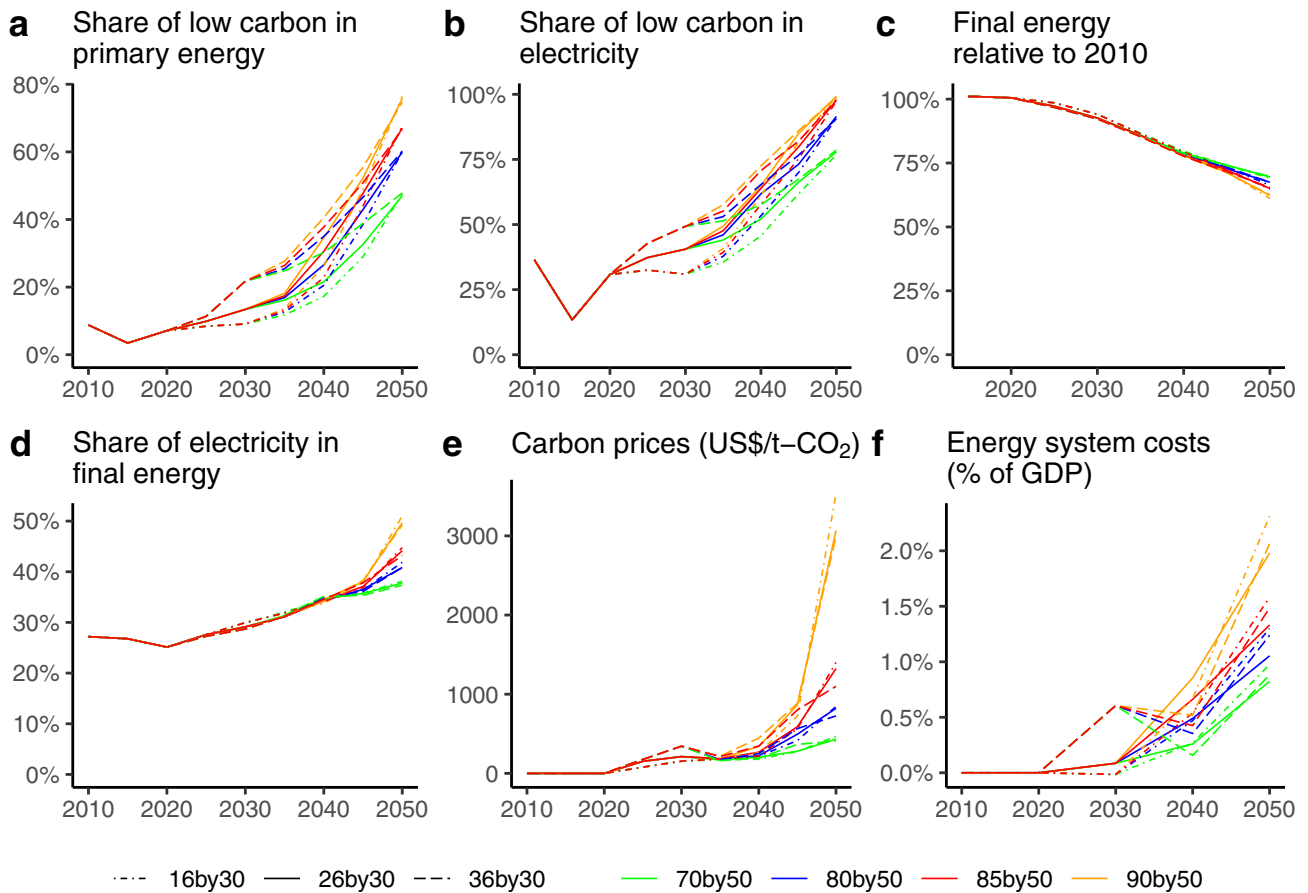 a Share of low carbon in
primary energy
80%
60%
40%
20%
0%
2010 2020 2030 2040 2050
b Share of low carbon in
electricity
100%
75%
50%
25%
0%
2010 2020 2030 2040 2050
c Final energy
relative to 2010
100%
75%
50%
25%
0%
2020 2030 2040 2050
d Share of electricity in
final energy
50%
40%
30%
20%
10%
0%
2010 2020 2030 2040 2050
e Carbon prices (US$/t−CO₂)
3000
2000
1000
0
2010 2020 2030 2040 2050
f Energy system costs
(% of GDP)
2.0%
1.5%
1.0%
0.5%
0.0%
2010 2020 2030 2040 2050
16by30 26by30 36by30 70by50 80by50 85by50 90by50